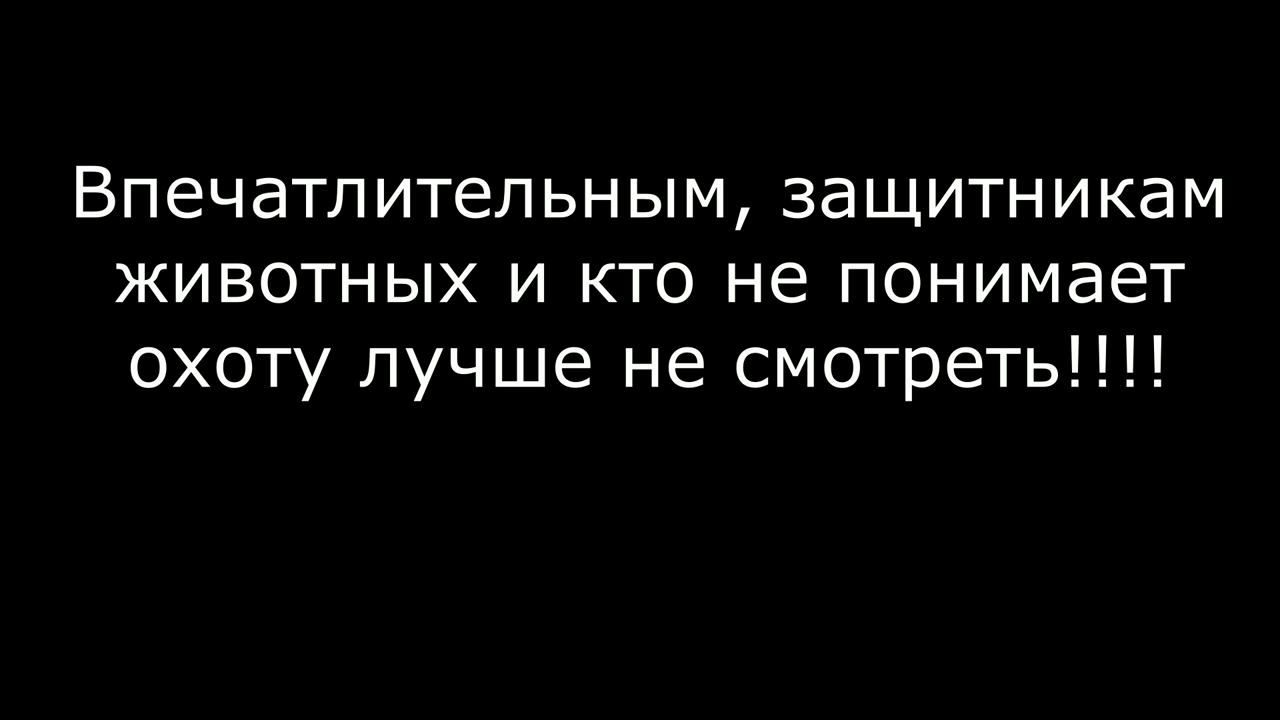 Впечатлительным, защитникам
животных и кто не понимает
охоту лучше не смотреть!!!!